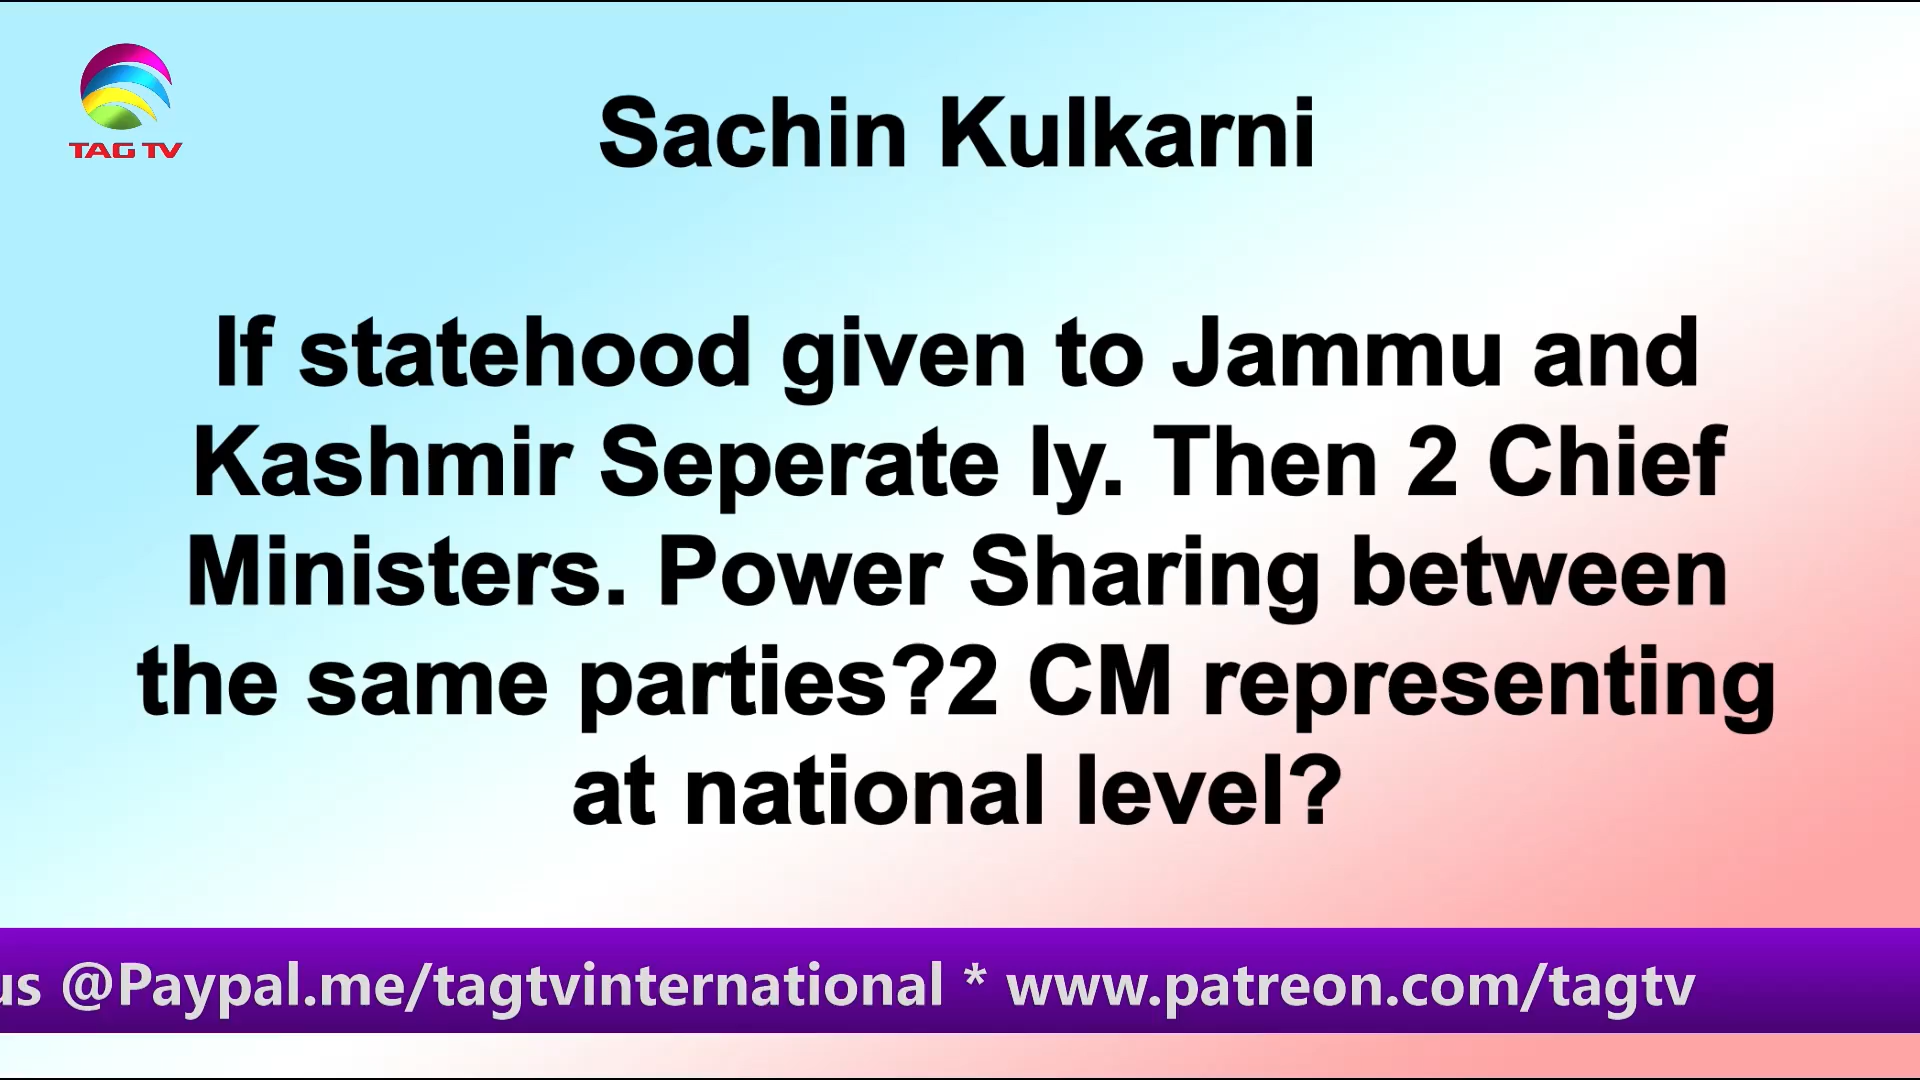 TAG TV
Sachin Kulkarni
If statehood given to Jammu and
Kashmir Seperate ly. Then 2 Chief
Ministers. Power Sharing between
the same parties?2 CM representing
at national level?
us @Paypal.me/tagtvinternational * www.patreon.com/tagtv